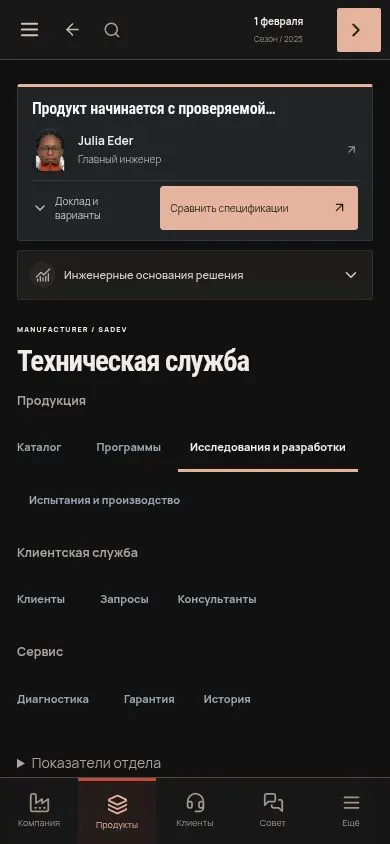 1 февраля
Сезон / 2025
Продукт начинается с проверяемой…
Julia Eder
Главный инженер
Доклад и
варианты
Сравнить спецификации
Инженерные основания решения
MANUFACTURER / SADEV
Техническая служба
Продукция
Каталог Программы Исследования и разработки
Испытания и производство
Клиентская служба
Клиенты Запросы Консультанты
Сервис
Диагностика Гарантия История
Показатели отдела
Компания Продукты Клиенты Совет Ещё